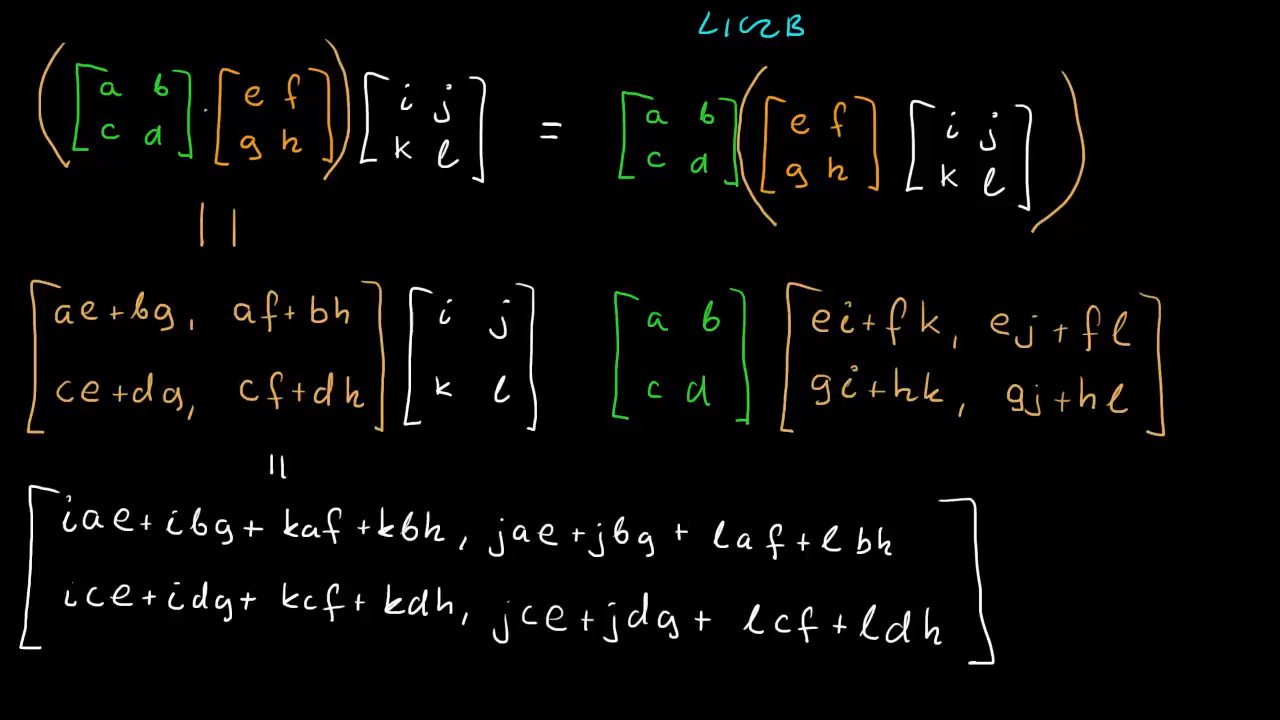 LICSB
([a b · [e f ) [i j = [a b ( [e f [i j )
c d] g h] k l] c d] g h] k l]
||
[ae+bg, af+bh [i j [a b [ei+fk, ej+fl
ce+dg, cf+dh] k l] c d] gi+hk, gj+hl]
||
[iae+ibg+kaf+kbh, jae+jbg+laf+lbh
ice+idg+kcf+kdh, jce+jdg+lcf+ldh]